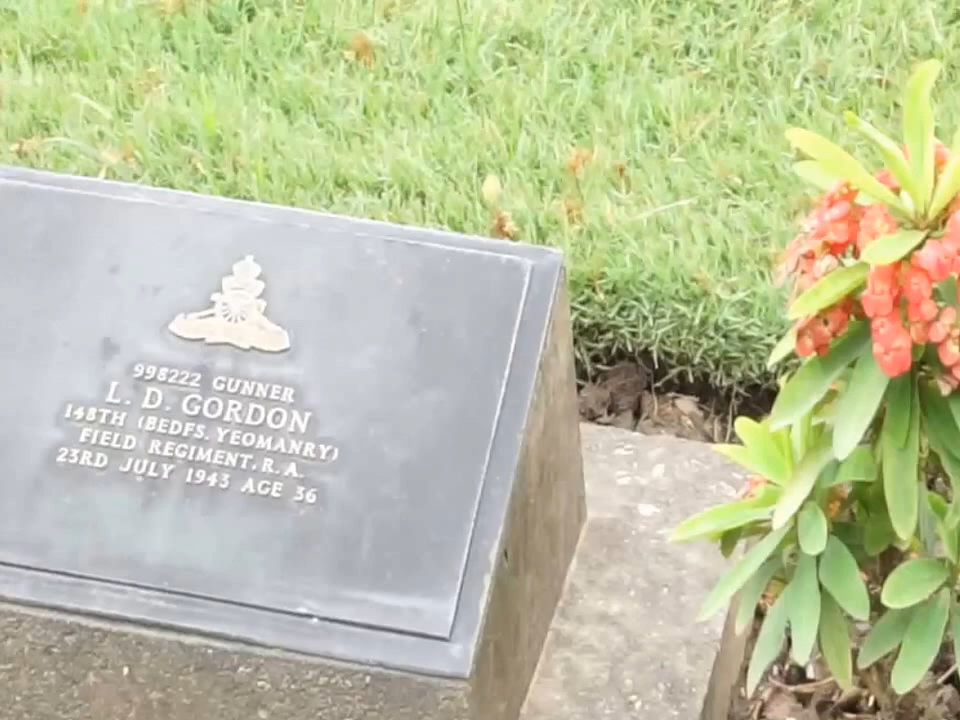 998222 GUNNER
L. D. GORDON
148TH (BEDFS. YEOMANRY)
FIELD REGIMENT, R. A.
23RD JULY 1943 AGE 36